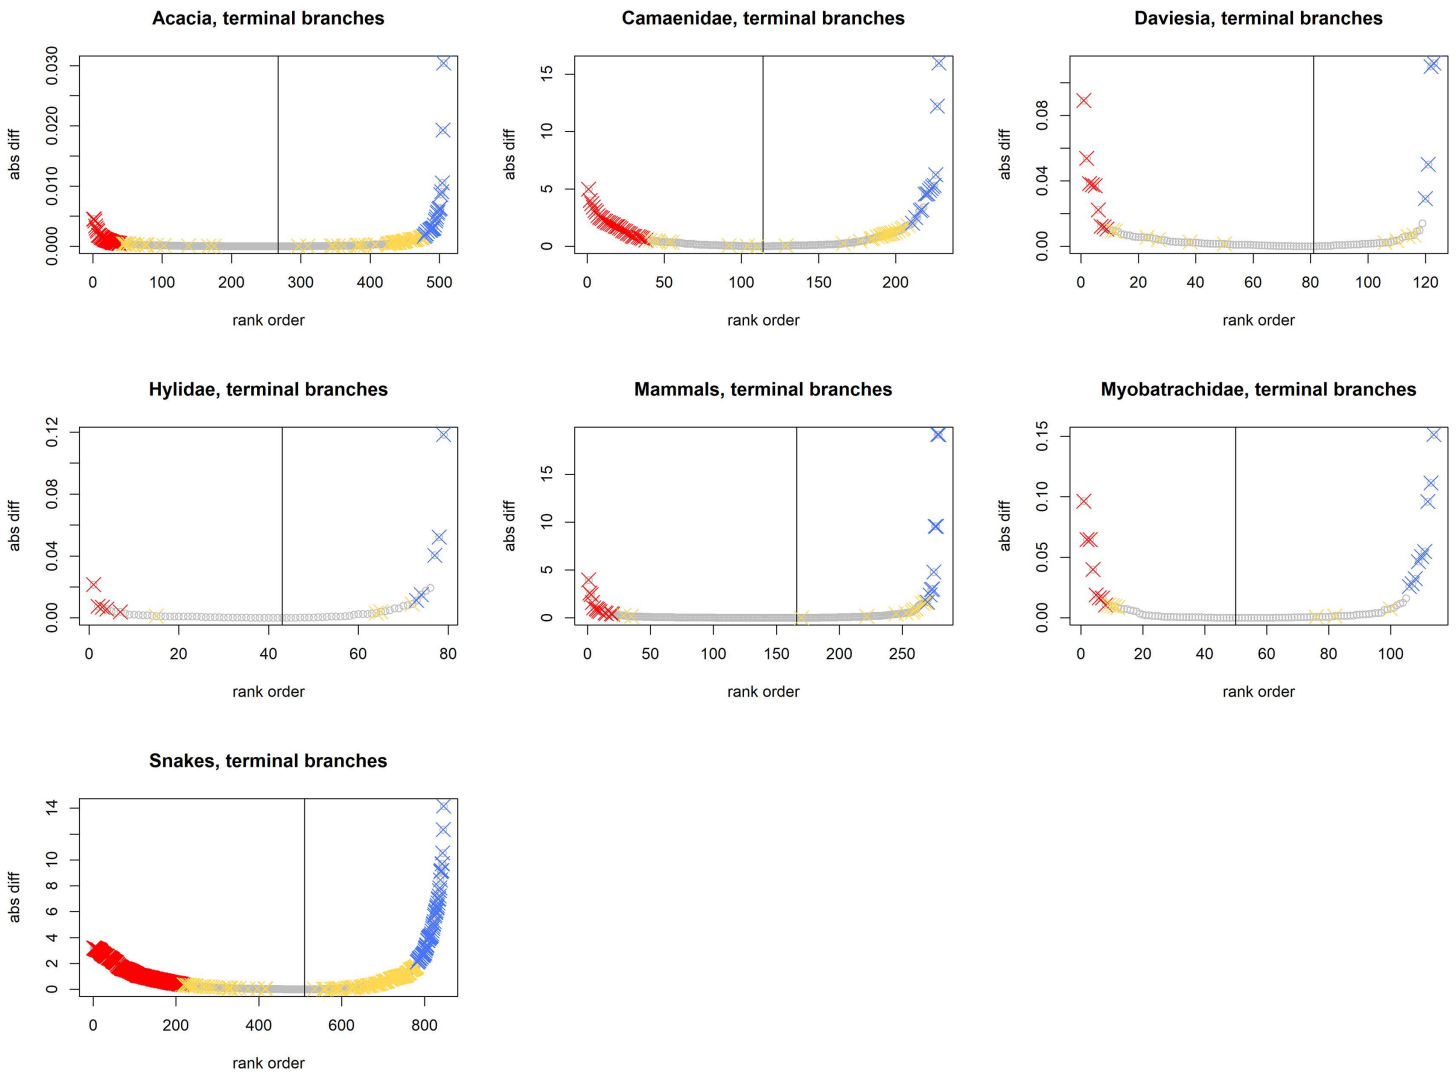 Acacia, terminal branches
abs diff
0.000 0.010 0.020 0.030
0 100 200 300 400 500
rank order
Camaenidae, terminal branches
abs diff
0 5 10 15
0 50 100 150 200
rank order
Daviesia, terminal branches
abs diff
0.00 0.04 0.08
0 20 40 60 80 100 120
rank order
Hylidae, terminal branches
abs diff
0.00 0.04 0.08 0.12
0 20 40 60 80
rank order
Mammals, terminal branches
abs diff
0 5 10 15
0 50 100 150 200 250
rank order
Myobatrachidae, terminal branches
abs diff
0.00 0.05 0.10 0.15
0 20 40 60 80 100
rank order
Snakes, terminal branches
abs diff
0 2 4 6 8 10 14
0 200 400 600 800
rank order